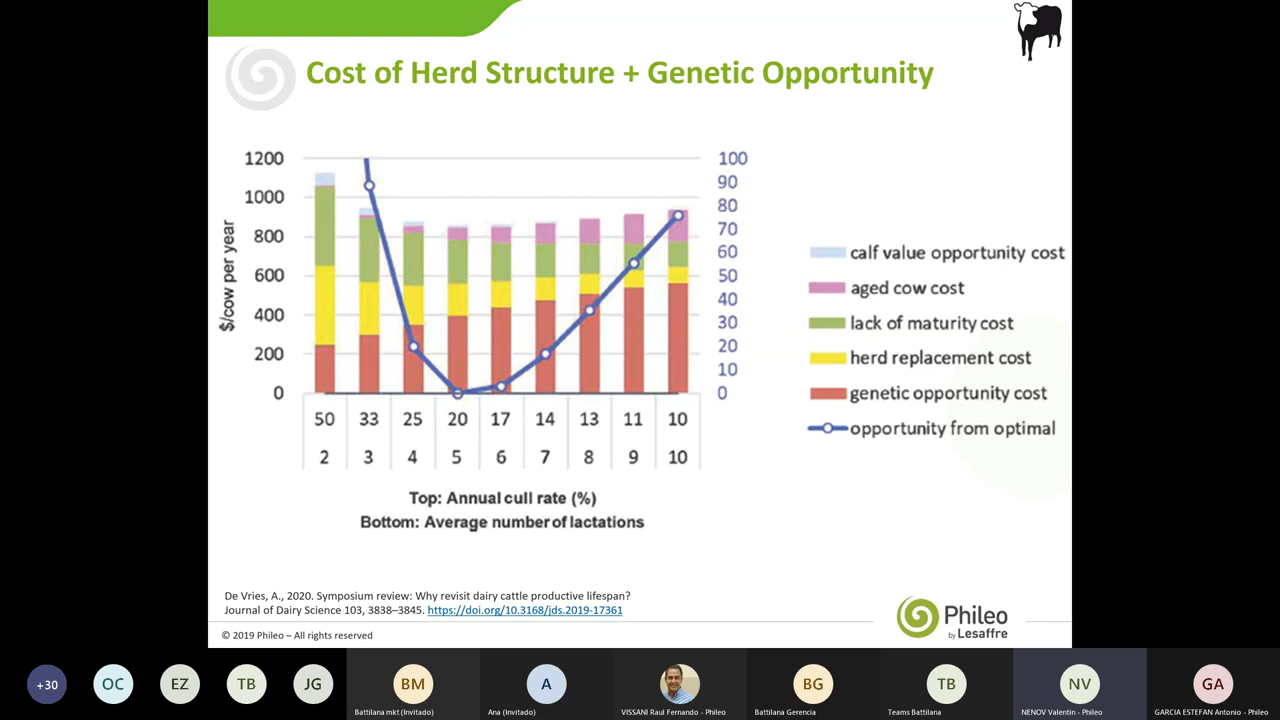 Cost of Herd Structure + Genetic Opportunity
1200
1000
800
600
400
200
0
$/cow per year
100
90
80
70
60
50
40
30
20
10
0
50 33 25 20 17 14 13 11 10
2 3 4 5 6 7 8 9 10
Top: Annual cull rate (%)
Bottom: Average number of lactations
calf value opportunity cost
aged cow cost
lack of maturity cost
herd replacement cost
genetic opportunity cost
opportunity from optimal
De Vries, A., 2020. Symposium review: Why revisit dairy cattle productive lifespan?
Journal of Dairy Science 103, 3838–3845. https://doi.org/10.3168/jds.2019-17361
© 2019 Phileo – All rights reserved
Phileo
by Lesaffre
+30 OC EZ TB JG BM A BG TB NV GA
Battilana mkt (Invitado) Ana (Invitado) VISSANI Raul Fernando - Phileo Battilana Gerencia Teams Battilana NENOV Valentin - Phileo GARCIA ESTEFAN Antonio - Phileo